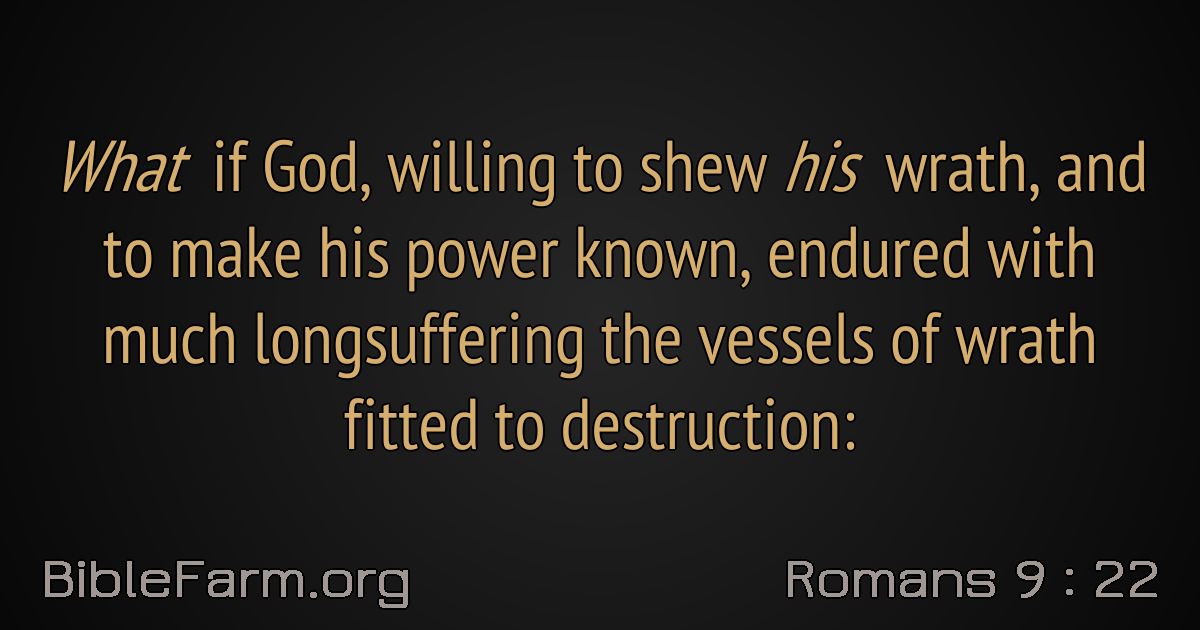 What if God, willing to shew his wrath, and
to make his power known, endured with
much longsuffering the vessels of wrath
fitted to destruction:
BibleFarm.org
Romans 9 : 22